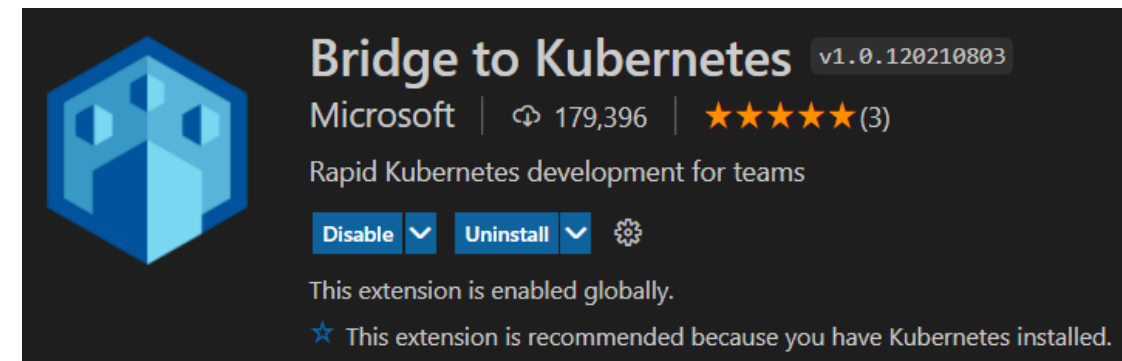 Bridge to Kubernetes v1.0.120210803
Microsoft 179,396 (3)
Rapid Kubernetes development for teams
Disable Uninstall
This extension is enabled globally.
This extension is recommended because you have Kubernetes installed.